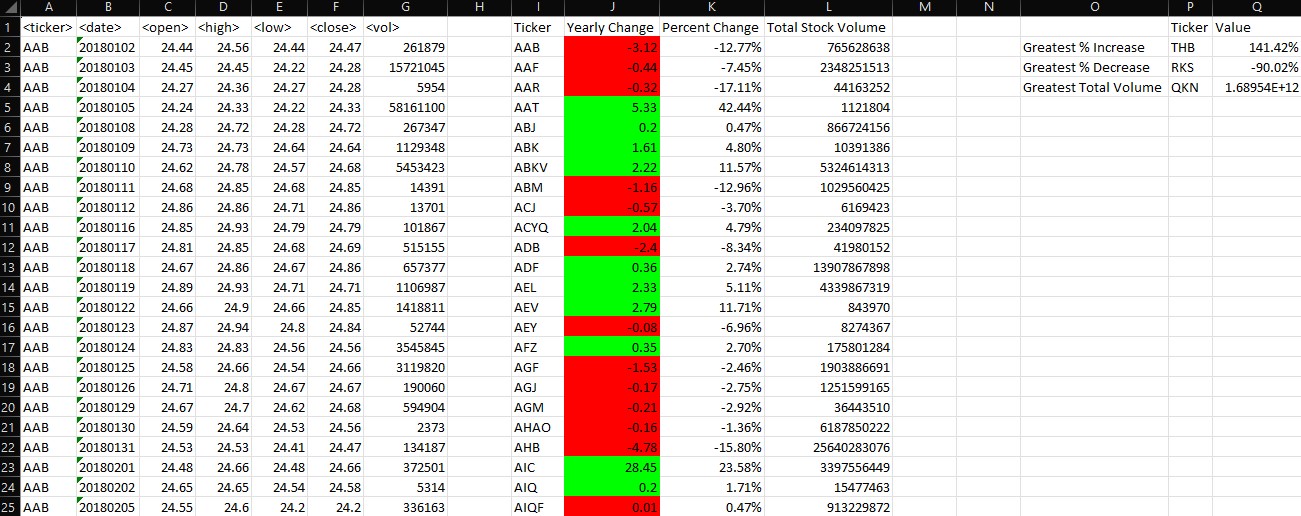 A B C D E F G H I J K L M N O P Q
1 <ticker> <date> <open> <high> <low> <close> <vol> Ticker Yearly Change Percent Change Total Stock Volume Ticker Value
2 AAB 20180102 24.44 24.56 24.44 24.47 261879 AAB -3.12 -12.77% 765628638 Greatest % Increase THB 141.42%
3 AAB 20180103 24.45 24.45 24.22 24.28 15721045 AAF -0.44 -7.45% 2348251513 Greatest % Decrease RKS -90.02%
4 AAB 20180104 24.27 24.36 24.27 24.28 5954 AAR -0.32 -17.11% 44163252 Greatest Total Volume QKN 1.68954E+12
5 AAB 20180105 24.24 24.33 24.22 24.33 58161100 AAT 5.33 42.44% 1121804
6 AAB 20180108 24.28 24.72 24.28 24.72 267347 ABJ 0.2 0.47% 866724156
7 AAB 20180109 24.73 24.73 24.64 24.64 1129348 ABK 1.61 4.80% 10391386
8 AAB 20180110 24.62 24.78 24.57 24.68 5453423 ABKV 2.22 11.57% 5324614313
9 AAB 20180111 24.68 24.85 24.68 24.85 14391 ABM -1.16 -12.96% 1029560425
10 AAB 20180112 24.86 24.86 24.71 24.86 13701 ACJ -0.57 -3.70% 6169423
11 AAB 20180116 24.85 24.93 24.79 24.79 101867 ACYQ 2.04 4.79% 234097825
12 AAB 20180117 24.81 24.85 24.68 24.69 515155 ADB -2.4 -8.34% 41980152
13 AAB 20180118 24.67 24.86 24.67 24.86 657377 ADF 0.36 2.74% 13907867898
14 AAB 20180119 24.89 24.93 24.71 24.71 1106987 AEL 2.33 5.11% 4339867319
15 AAB 20180122 24.66 24.9 24.66 24.85 1418811 AEV 2.79 11.71% 843970
16 AAB 20180123 24.87 24.94 24.8 24.84 52744 AEY -0.08 -6.96% 8274367
17 AAB 20180124 24.83 24.83 24.56 24.56 3545845 AFZ 0.35 2.70% 175801284
18 AAB 20180125 24.58 24.66 24.54 24.66 3119820 AGF -1.53 -2.46% 1903886691
19 AAB 20180126 24.71 24.8 24.67 24.67 190060 AGJ -0.17 -2.75% 1251599165
20 AAB 20180129 24.67 24.7 24.62 24.68 594904 AGM -0.21 -2.92% 36443510
21 AAB 20180130 24.59 24.64 24.53 24.56 2373 AHAO -0.16 -1.36% 6187850222
22 AAB 20180131 24.53 24.53 24.41 24.47 134187 AHB -4.78 -15.80% 25640283076
23 AAB 20180201 24.48 24.66 24.48 24.66 372501 AIC 28.45 23.58% 3397556449
24 AAB 20180202 24.65 24.65 24.54 24.58 5314 AIQ 0.2 1.71% 15477463
25 AAB 20180205 24.55 24.6 24.2 24.2 336163 AIQF 0.01 0.47% 913229872